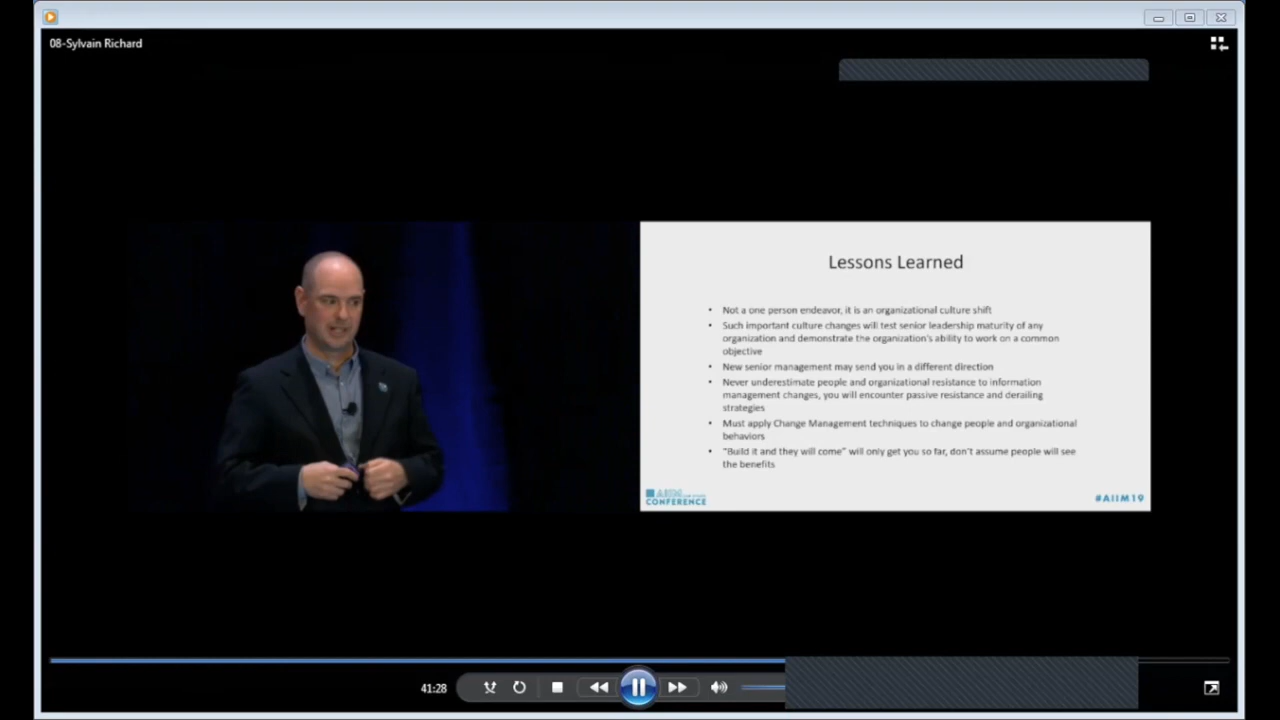 08-Sylvain Richard
Lessons Learned
• Not a one person endeavor, it is an organizational culture shift
• Such important culture changes will test senior leadership maturity of any
organization and demonstrate the organization's ability to work on a common
objective
• New senior management may send you in a different direction
• Never underestimate people and organizational resistance to information
management changes, you will encounter passive resistance and derailing
strategies
• Must apply Change Management techniques to change people and organizational
behaviors
• "Build it and they will come" will only get you so far, don't assume people will see
the benefits
AIIM
CONFERENCE
#AIIM19
41:28